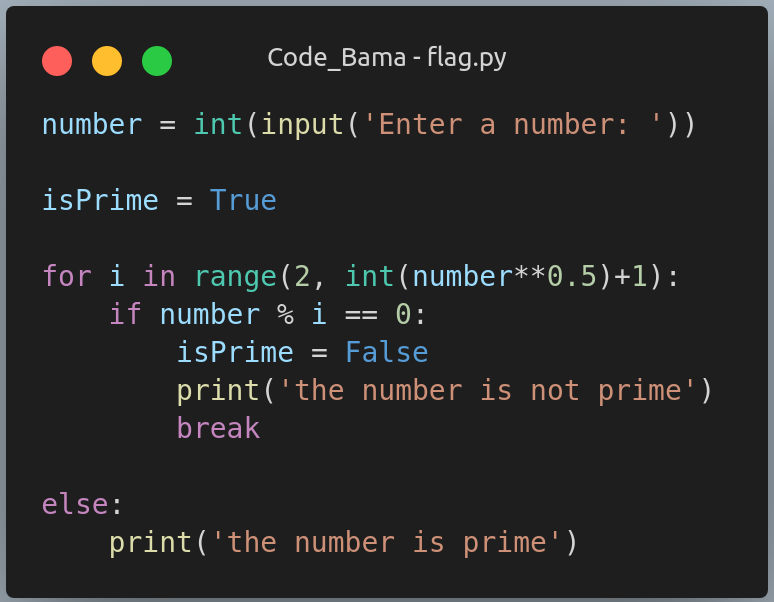 Code_Bama - flag.py
number = int(input('Enter a number: '))
isPrime = True
for i in range(2, int(number**0.5)+1):
    if number % i == 0:
        isPrime = False
        print('the number is not prime')
        break
else:
    print('the number is prime')